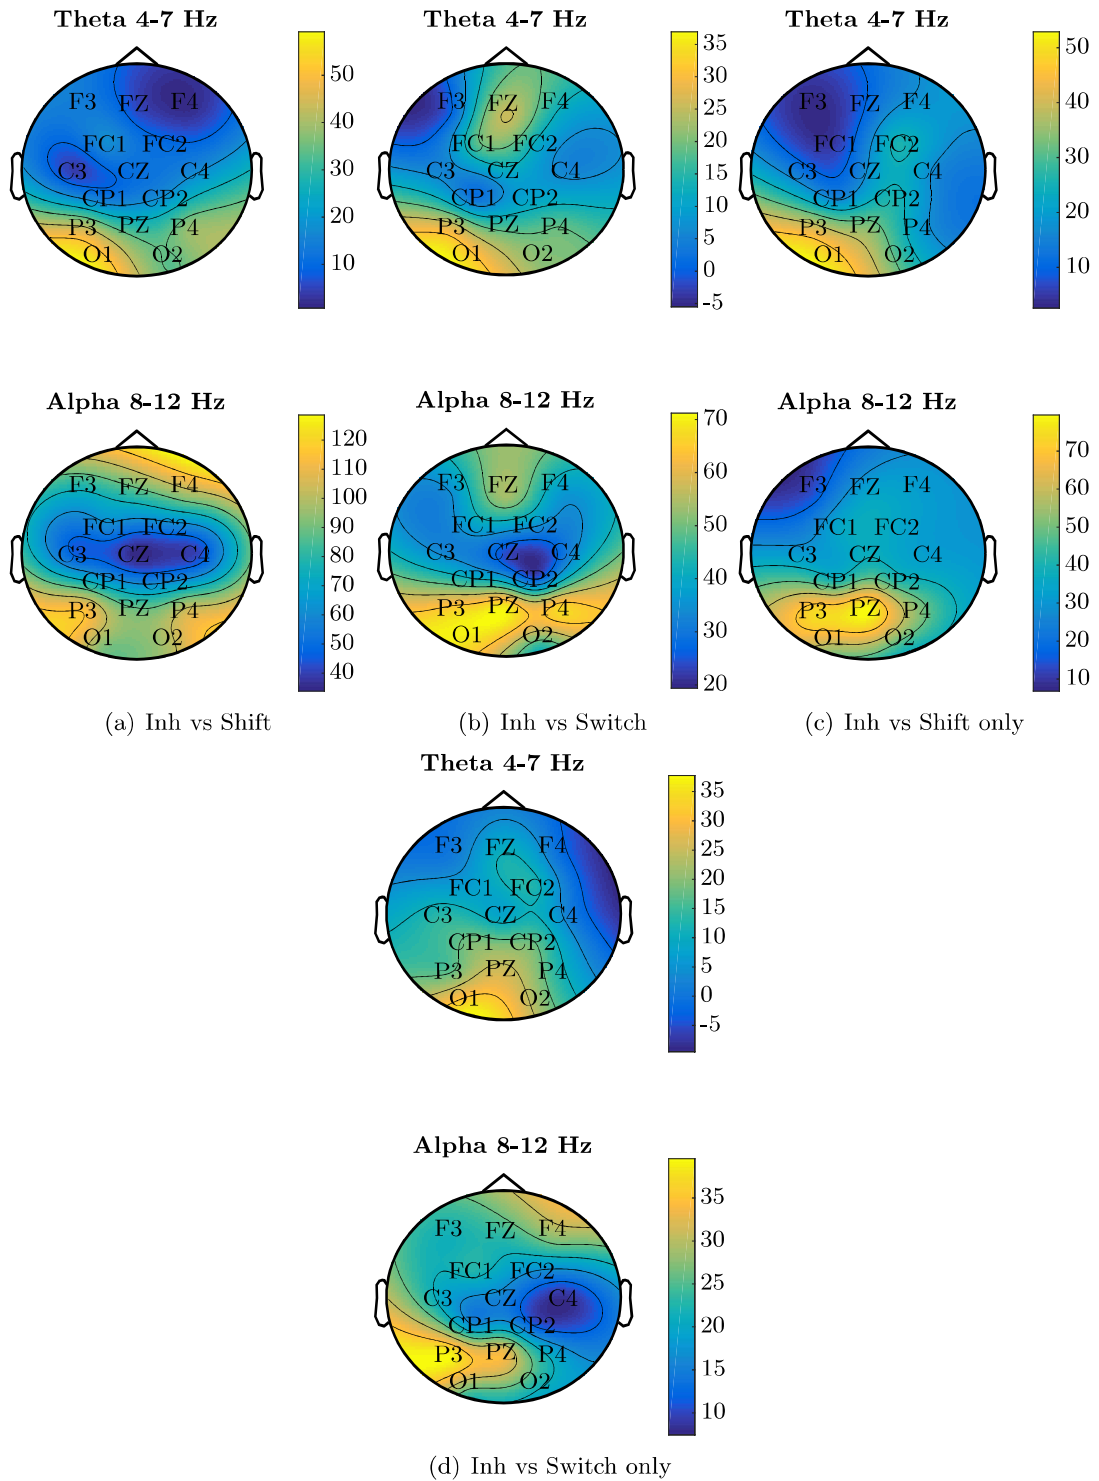 Theta 4-7 Hz
F3 FZ F4
FC1 FC2
C3 CZ C4
CP1 CP2
P3 PZ P4
O1 O2
50
40
30
20
10
Theta 4-7 Hz
F3 FZ F4
FC1 FC2
C3 CZ C4
CP1 CP2
P3 PZ P4
O1 O2
35
30
25
20
15
10
5
0
-5
Theta 4-7 Hz
F3 FZ F4
FC1 FC2
C3 CZ C4
CP1 CP2
P3 PZ P4
O1 O2
50
40
30
20
10
Alpha 8-12 Hz
F3 FZ F4
FC1 FC2
C3 CZ C4
CP1 CP2
P3 PZ P4
O1 O2
120
110
100
90
80
70
60
50
40
(a) Inh vs Shift
Alpha 8-12 Hz
F3 FZ F4
FC1 FC2
C3 CZ C4
CP1 CP2
P3 PZ P4
O1 O2
70
60
50
40
30
20
(b) Inh vs Switch
Alpha 8-12 Hz
F3 FZ F4
FC1 FC2
C3 CZ C4
CP1 CP2
P3 PZ P4
O1 O2
70
60
50
40
30
20
10
(c) Inh vs Shift only
Theta 4-7 Hz
F3 FZ F4
FC1 FC2
C3 CZ C4
CP1 CP2
P3 PZ P4
O1 O2
35
30
25
20
15
10
5
0
-5
Alpha 8-12 Hz
F3 FZ F4
FC1 FC2
C3 CZ C4
CP1 CP2
P3 PZ P4
O1 O2
35
30
25
20
15
10
(d) Inh vs Switch only